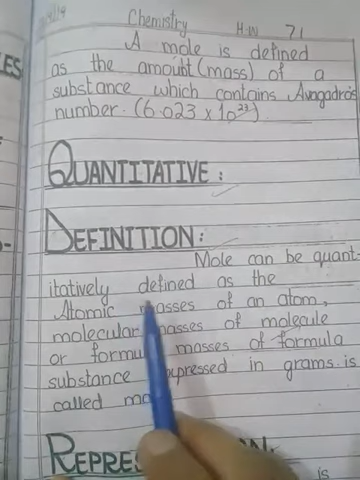 Chemistry H.W 71
A mole is defined
as the amount (mass) of a
substance which contains Avogadro's
number. (6.023 x 10²³)
QUANTITATIVE:
DEFINITION:
Mole can be quant-
itatively defined as the
Atomic masses of an atom,
molecular masses of molecule
or formula masses of formula
substance expressed in grams is
called
is